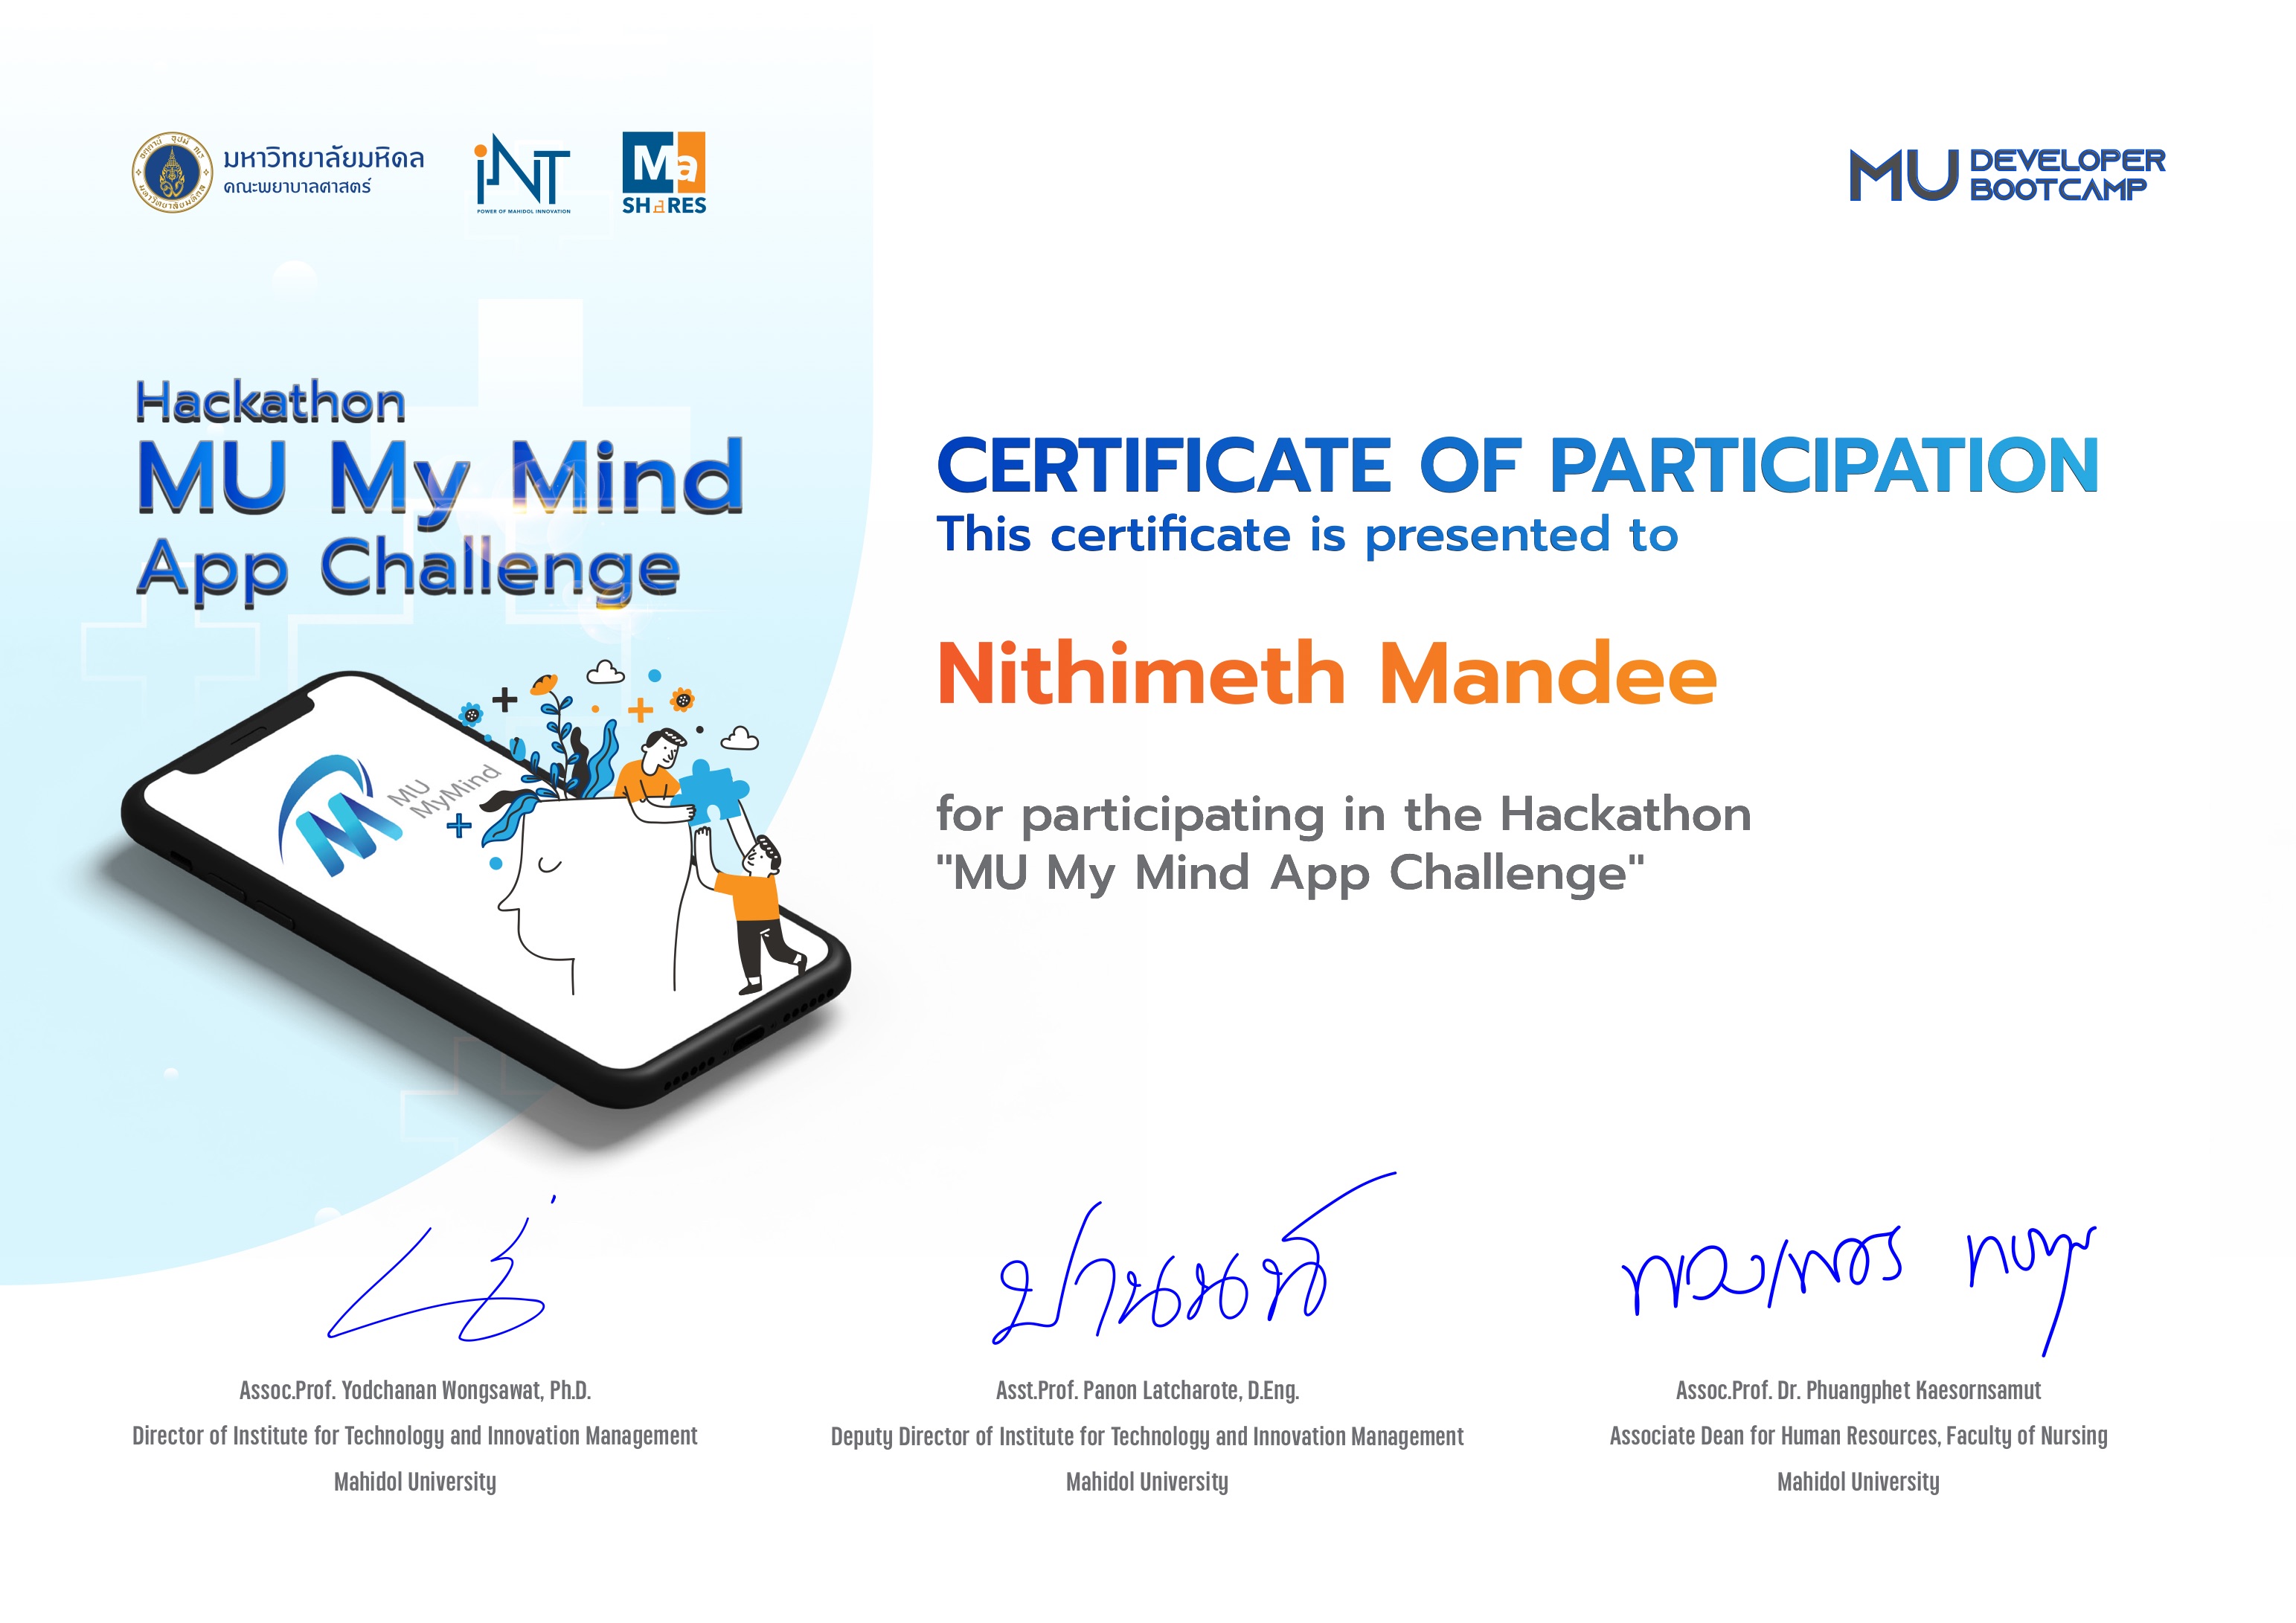 มหาวิทยาลัยมหิดล
คณะพยาบาลศาสตร์
iNT
POWER OF MAHIDOL INNOVATION
Ma
SHaRES
MU DEVELOPER
BOOTCAMP
Hackathon
MU My Mind
App Challenge
MU
MyMind
CERTIFICATE OF PARTICIPATION
This certificate is presented to
Nithimeth Mandee
for participating in the Hackathon
"MU My Mind App Challenge"
ปานนท์
Assoc.Prof. Yodchanan Wongsawat, Ph.D.
Director of Institute for Technology and Innovation Management
Mahidol University
Asst.Prof. Panon Latcharote, D.Eng.
Deputy Director of Institute for Technology and Innovation Management
Mahidol University
Assoc.Prof. Dr. Phuangphet Kaesornsamut
Associate Dean for Human Resources, Faculty of Nursing
Mahidol University